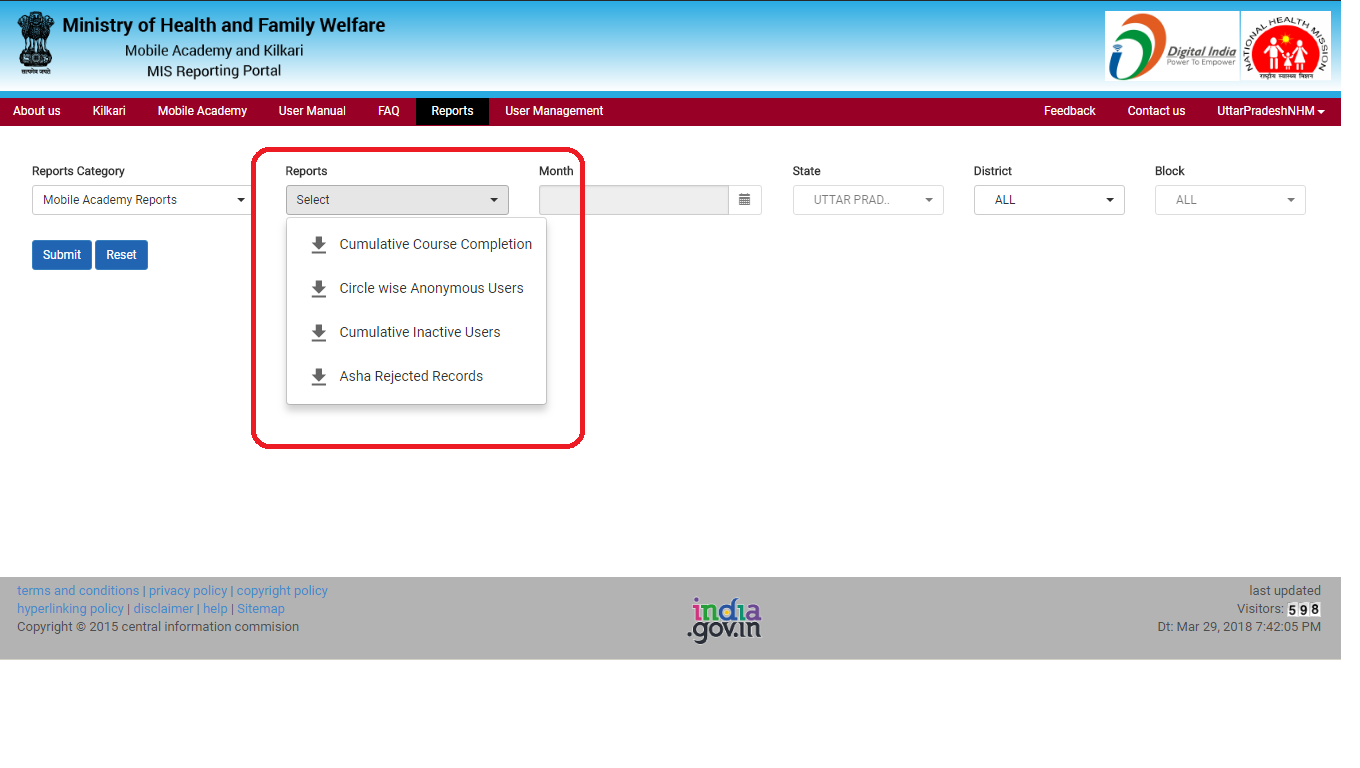 Ministry of Health and Family Welfare
Mobile Academy and Kilkari
MIS Reporting Portal
सत्यमेव जयते
Digital India
Power To Empower
NATIONAL HEALTH MISSION
राष्ट्रीय स्वास्थ्य मिशन
About us Kilkari Mobile Academy User Manual FAQ Reports User Management Feedback Contact us UttarPradeshNHM
Reports Category Reports Month State District Block
Mobile Academy Reports Select UTTAR PRAD.. ALL ALL
Submit Reset
Cumulative Course Completion
Circle wise Anonymous Users
Cumulative Inactive Users
Asha Rejected Records
terms and conditions | privacy policy | copyright policy
hyperlinking policy | disclaimer | help | Sitemap
Copyright © 2015 central information commision
india
.gov.in
last updated
Visitors: 598
Dt: Mar 29, 2018 7:42:05 PM